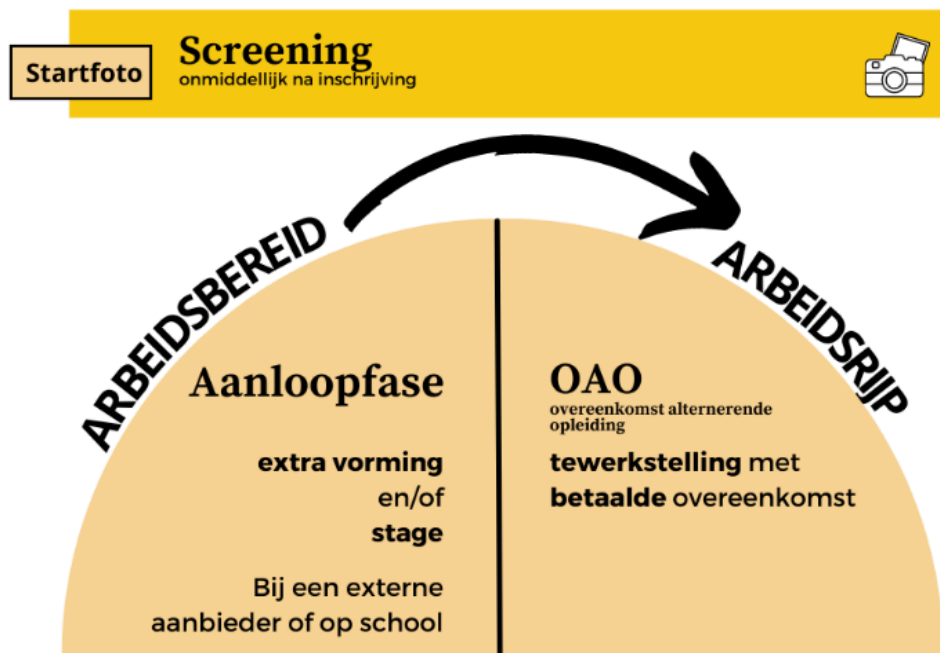 Startfoto
Screening
onmiddellijk na inschrijving
ARBEIDSBEREID
ARBEIDSRIJP
Aanloopfase
extra vorming
en/of
stage
Bij een externe
aanbieder of op school
OAO
overeenkomst alternerende
opleiding
tewerkstelling met
betaalde overeenkomst